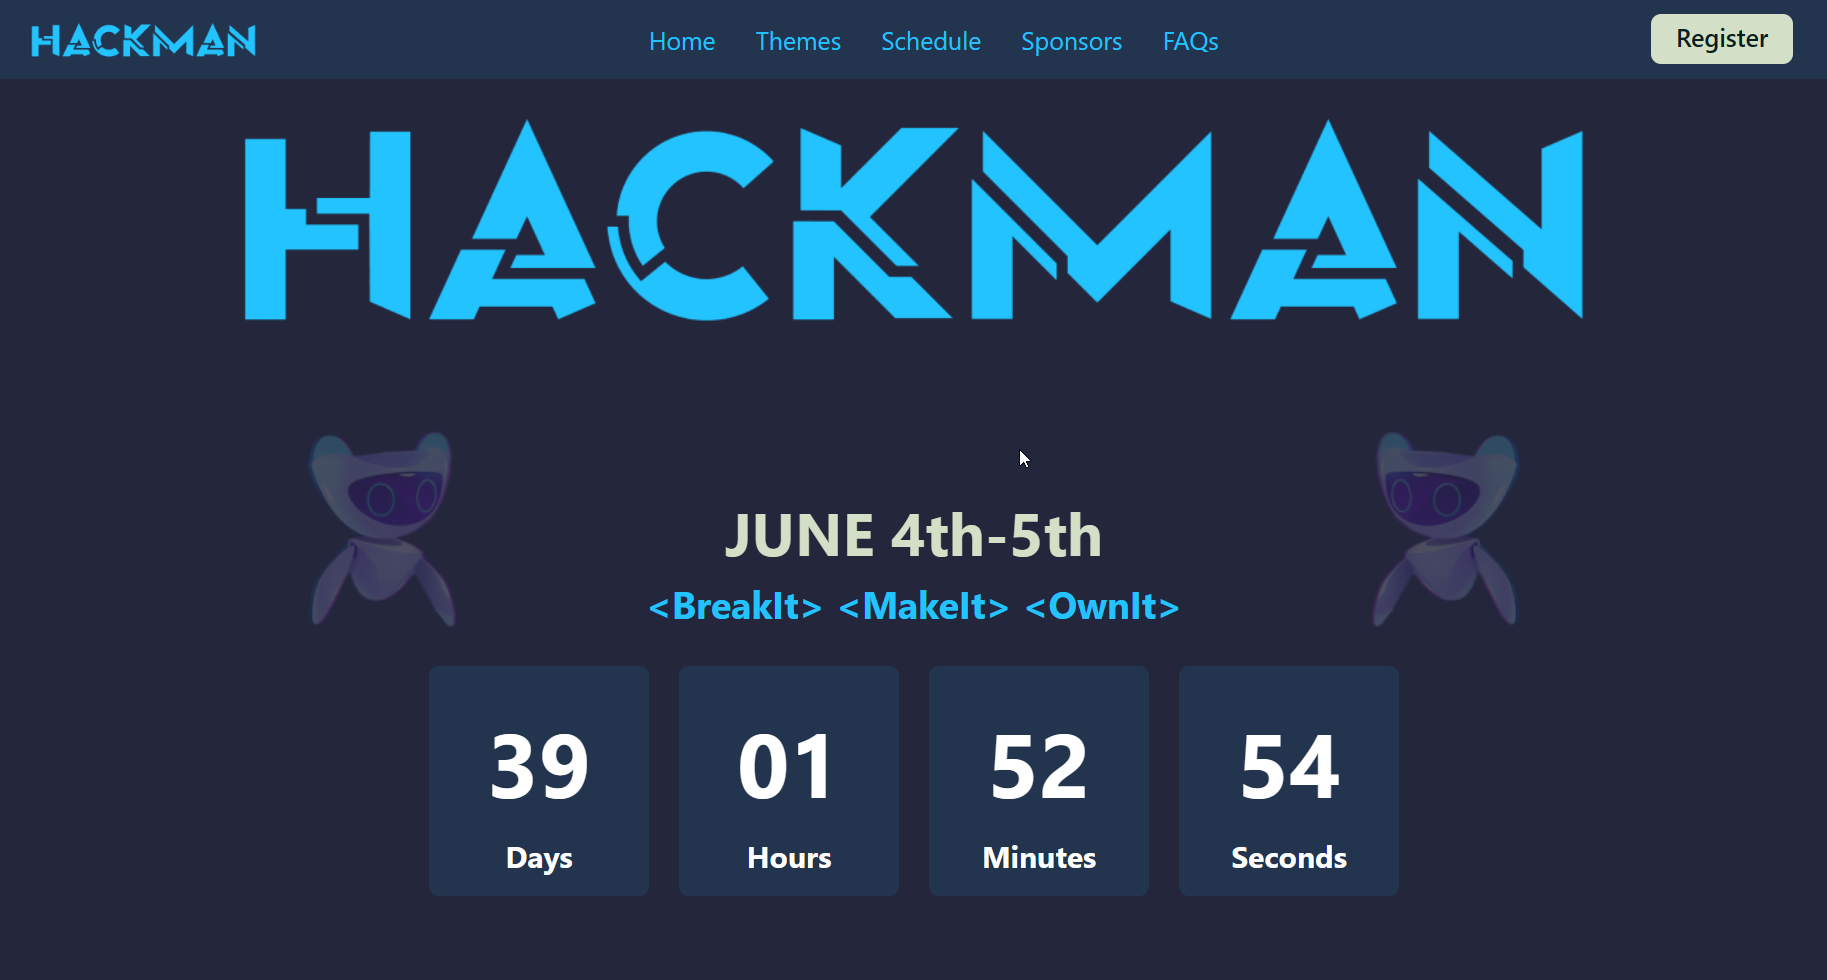 HACKMAN
Home Themes Schedule Sponsors FAQs
Register
HACKMAN
JUNE 4th-5th
<BreakIt> <MakeIt> <OwnIt>
39 01 52 54
Days Hours Minutes Seconds